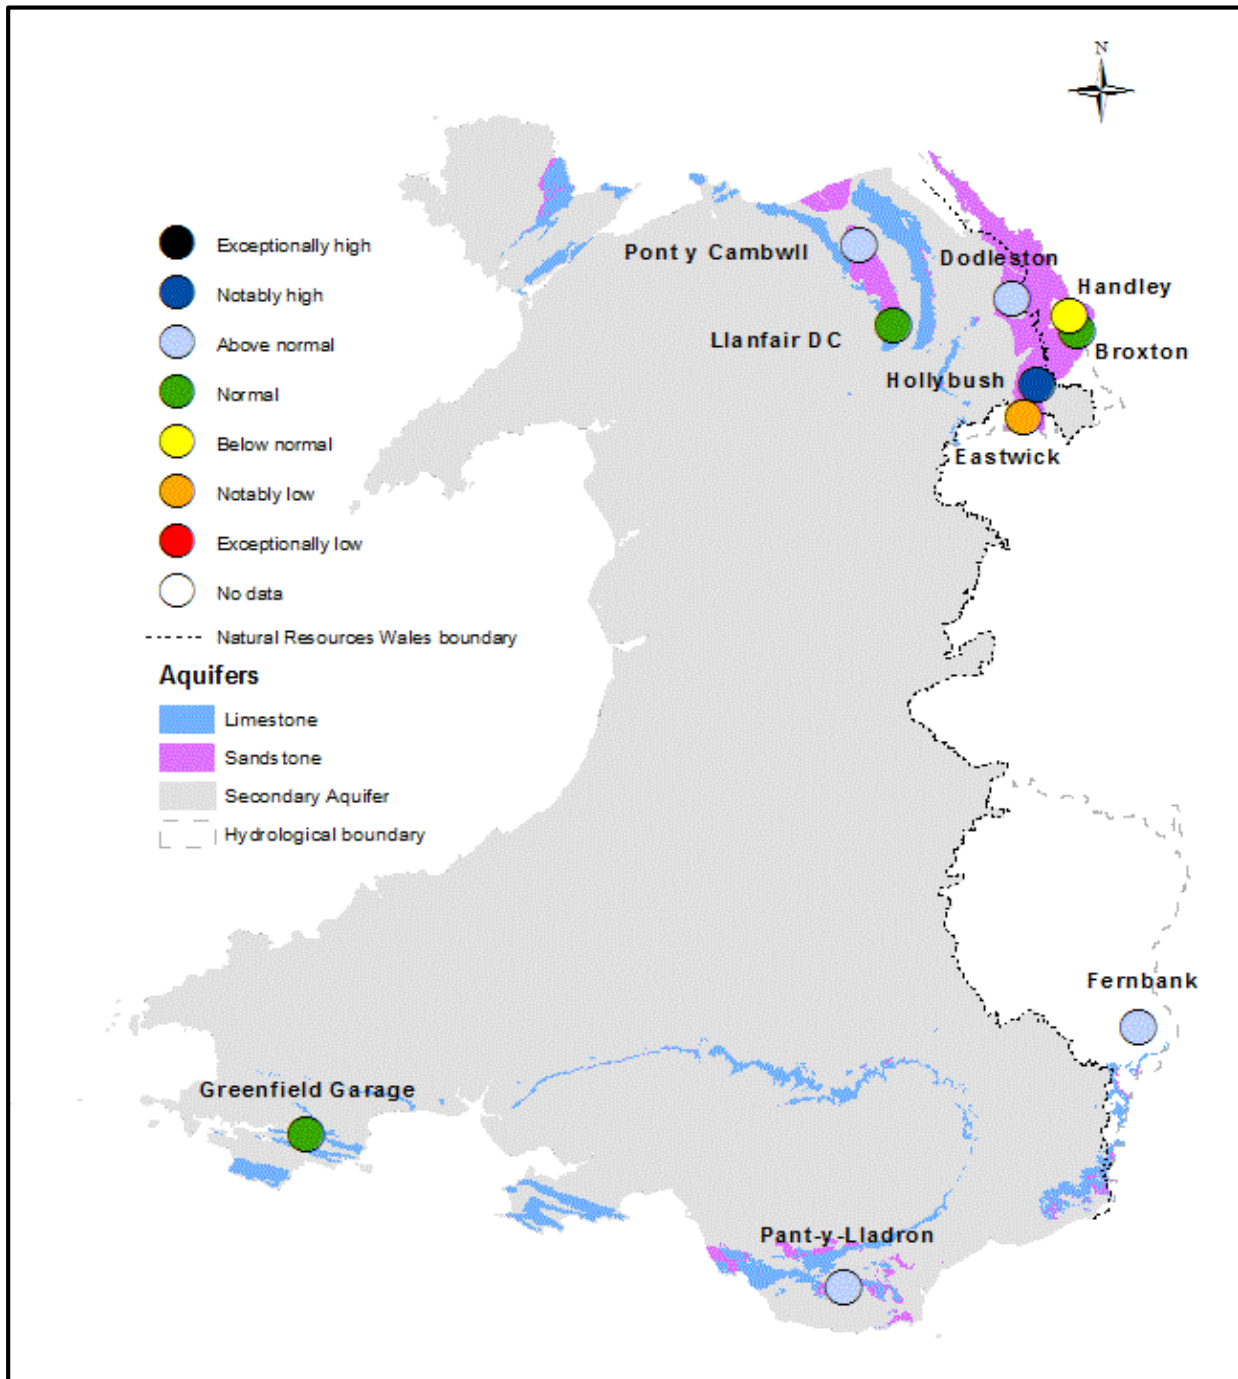 N
Exceptionally high
Notably high
Above normal
Normal
Below normal
Notably low
Exceptionally low
No data
Natural Resources Wales boundary
Aquifers
Limestone
Sandstone
Secondary Aquifer
Hydrological boundary
Pont y Cambwll
Dodleston
Handley
Llanfair DC
Broxton
Hollybush
Eastwick
Fernbank
Greenfield Garage
Pant-y-Lladron